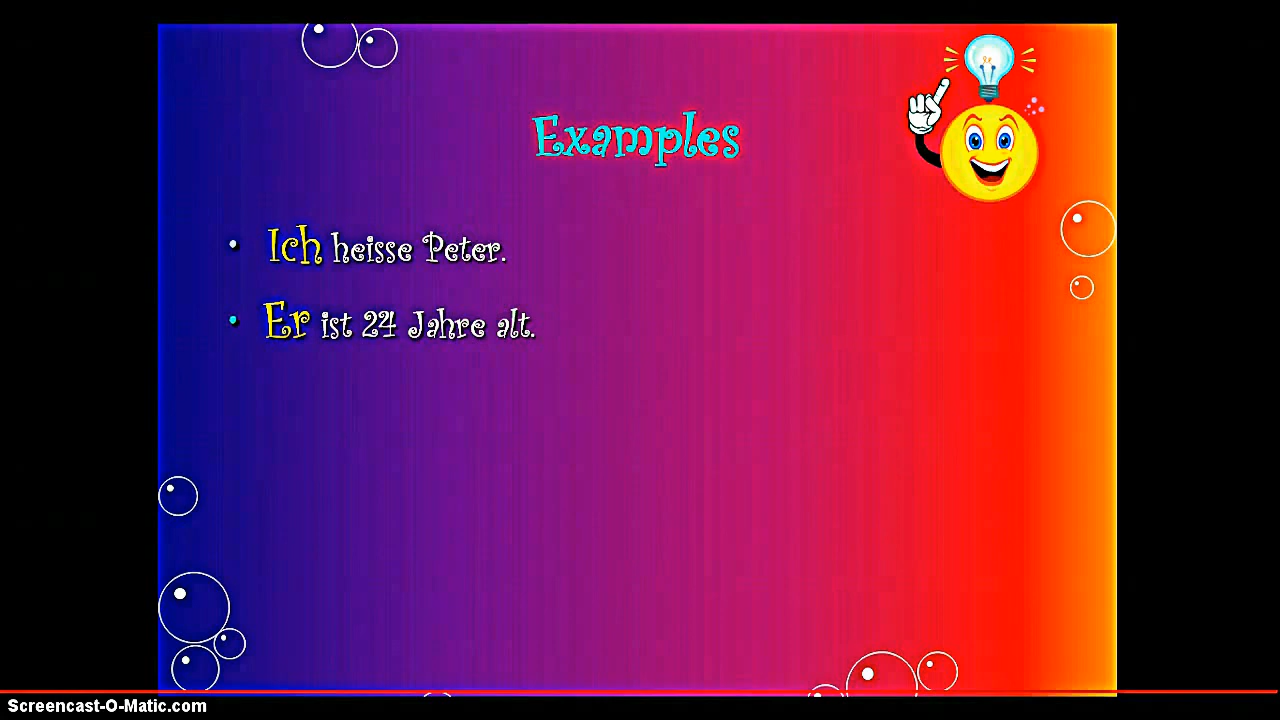 Examples
Ich heisse Peter.
Er ist 24 Jahre alt.
Screencast-O-Matic.com